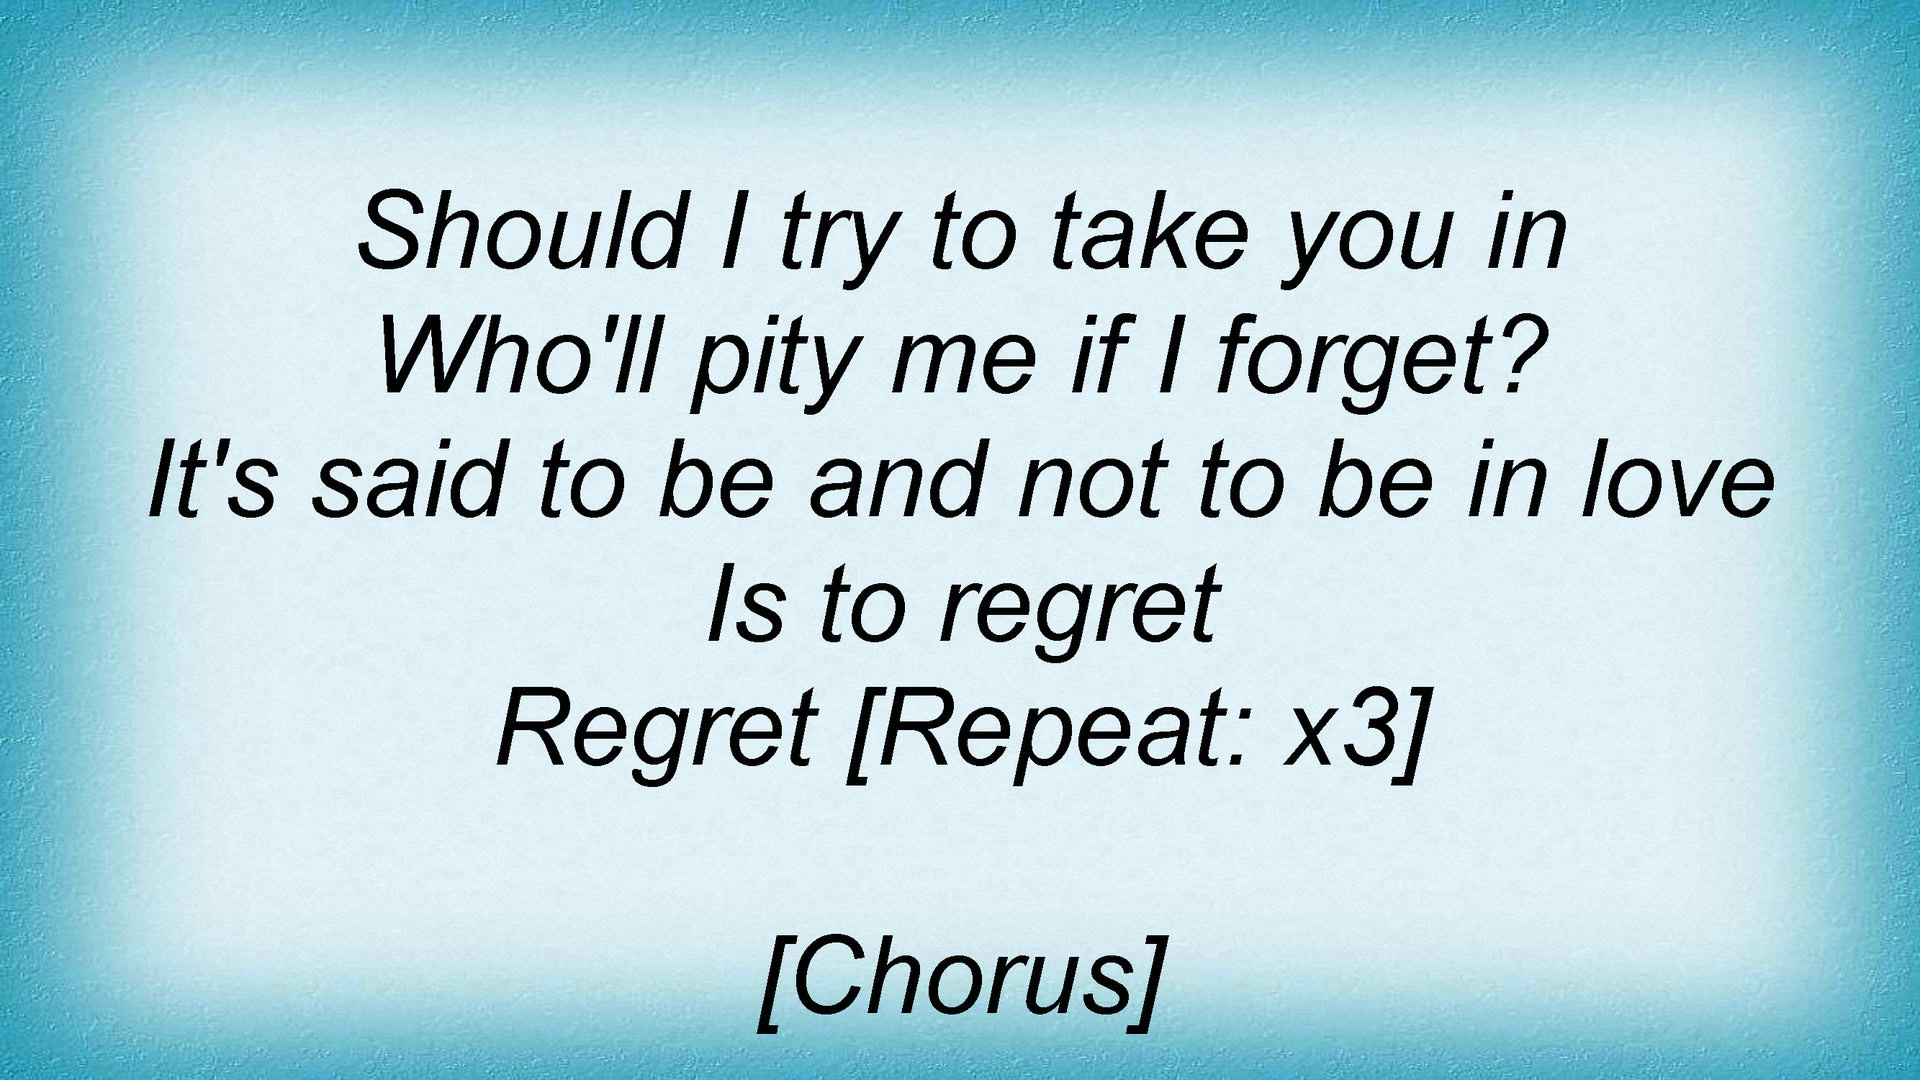 Should I try to take you in
Who'll pity me if I forget?
It's said to be and not to be in love
Is to regret
Regret [Repeat: x3]
[Chorus]